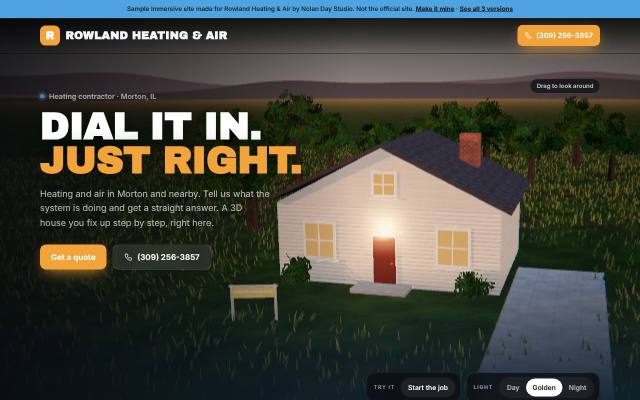 Sample Immersive site made for Rowland Heating & Air by Nolan Day Studio. Not the official site. Make it mine · See all 3 versions
R ROWLAND HEATING & AIR
(309) 256-3857
Drag to look around
Heating contractor · Morton, IL
DIAL IT IN.
JUST RIGHT.
Heating and air in Morton and nearby. Tell us what the
system is doing and get a straight answer. A 3D
house you fix up step by step, right here.
Get a quote
(309) 256-3857
TRY IT Start the job
LIGHT Day Golden Night